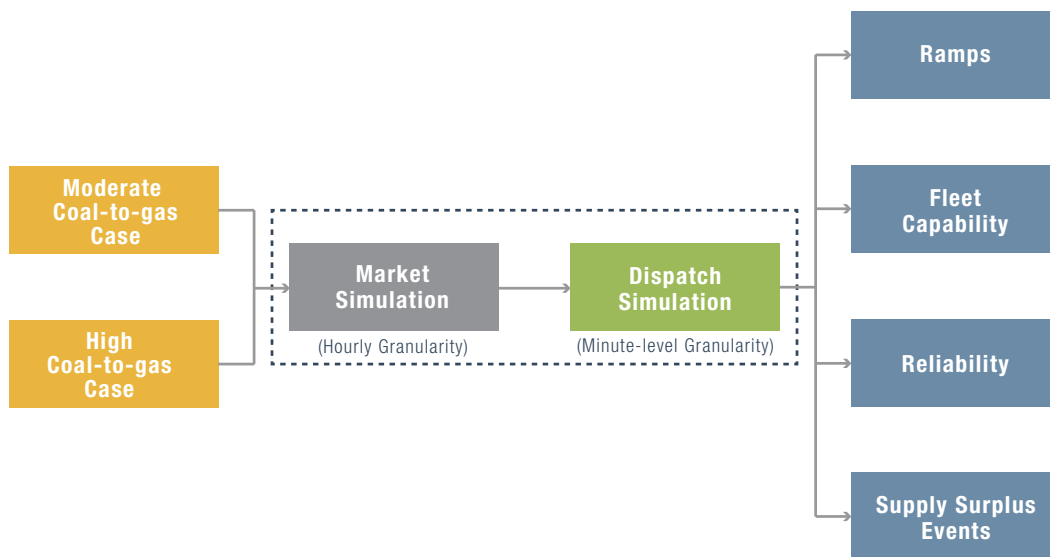 Moderate
Coal-to-gas
Case
High
Coal-to-gas
Case
Market
Simulation
(Hourly Granularity)
Dispatch
Simulation
(Minute-level Granularity)
Ramps
Fleet
Capability
Reliability
Supply Surplus
Events